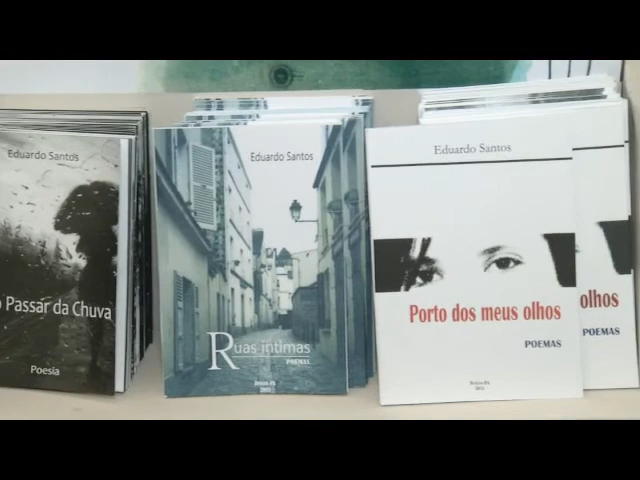 Eduardo Santos
Passar da Chuva
Poesia
Eduardo Santos
Ruas íntimas
POEMAS
Eduardo Santos
Porto dos meus olhos
POEMAS
olhos
POEMAS